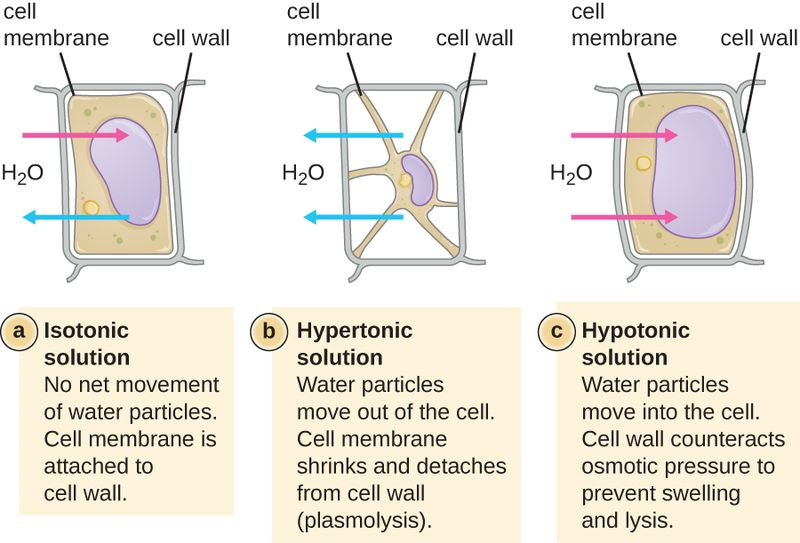 cell
membrane
cell wall
H₂O
cell
membrane
cell wall
H₂O
cell
membrane
cell wall
H₂O
a Isotonic
solution
No net movement
of water particles.
Cell membrane is
attached to
cell wall.
b Hypertonic
solution
Water particles
move out of the cell.
Cell membrane
shrinks and detaches
from cell wall
(plasmolysis).
c Hypotonic
solution
Water particles
move into the cell.
Cell wall counteracts
osmotic pressure to
prevent swelling
and lysis.